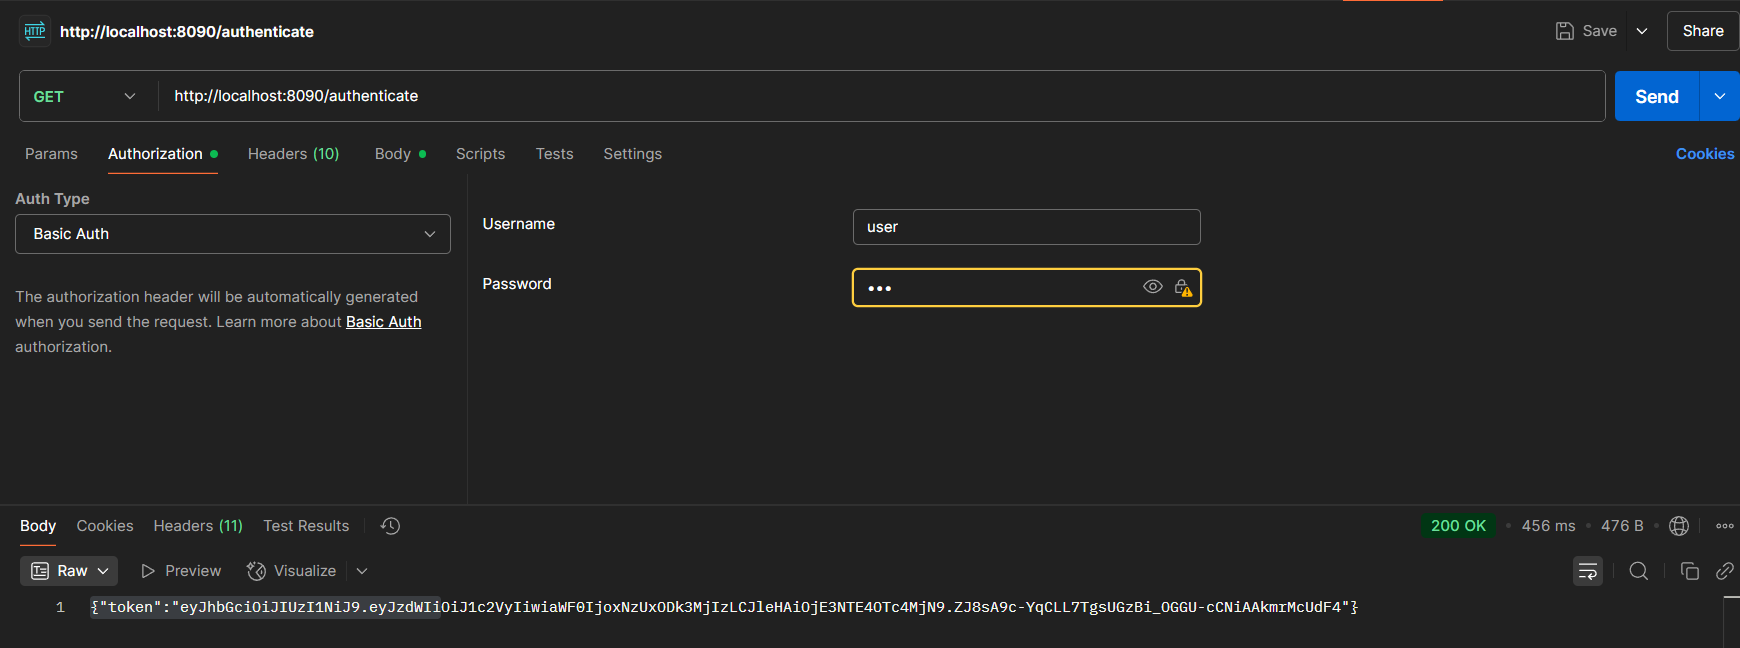 HTTP http://localhost:8090/authenticate Save Share
GET http://localhost:8090/authenticate Send
Params Authorization Headers (10) Body Scripts Tests Settings Cookies
Auth Type
Basic Auth
The authorization header will be automatically generated
when you send the request. Learn more about Basic Auth
authorization.
Username user
Password •••
Body Cookies Headers (11) Test Results 200 OK • 456 ms • 476 B
Raw Preview Visualize
1 {"token":"eyJhbGciOiJIUzI1NiJ9.eyJzdWIiOiJ1c2VyIiwiaWF0IjoxNzUxODk3MjIzLCJleHAiOjE3NTE4OTc4MjN9.ZJ8sA9c-YqCLL7TgsUGzBi_OGGU-cCNiAAkmrMcUdF4"}